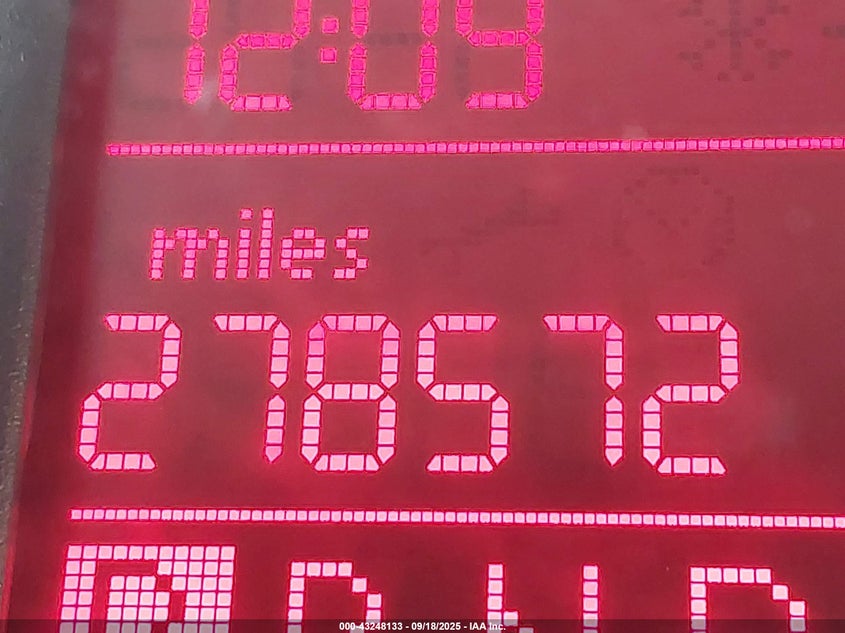 12:09
miles
278572
P R N D
000-43248133 - 09/18/2025 - IAA Inc.